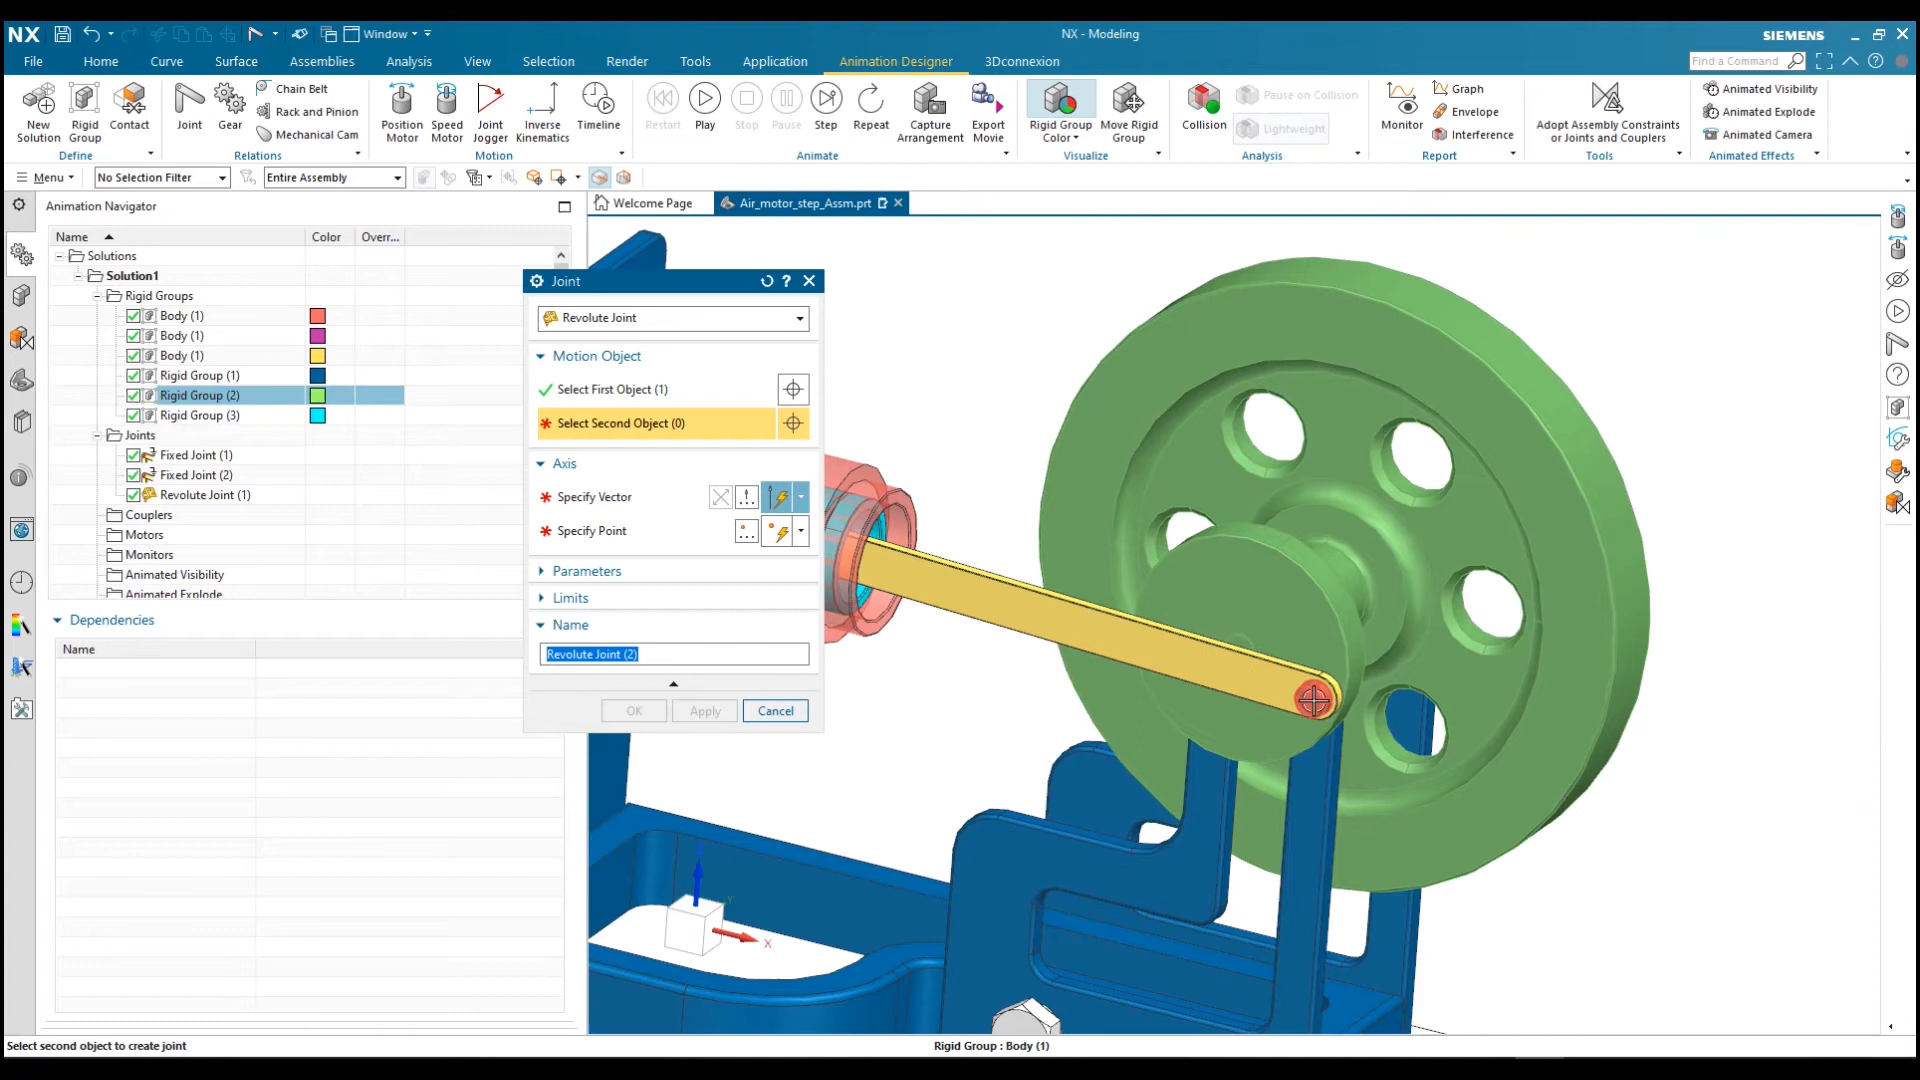 NX
Window
NX - Modeling
SIEMENS
File
Home
Curve
Surface
Assemblies
Analysis
View
Selection
Render
Tools
Application
Animation Designer
3Dconnexion
Find a Command
New Solution
Rigid Group
Contact
Define
Joint
Gear
Chain Belt
Rack and Pinion
Mechanical Cam
Relations
Position Motor
Speed Motor
Joint Jogger
Inverse Kinematics
Timeline
Motion
Restart
Play
Stop
Pause
Step
Repeat
Capture Arrangement
Export Movie
Animate
Rigid Group Color
Move Rigid Group
Visualize
Collision
Pause on Collision
Lightweight
Analysis
Monitor
Graph
Envelope
Interference
Report
Adopt Assembly Constraints or Joints and Couplers
Tools
Animated Visibility
Animated Explode
Animated Camera
Animated Effects
Menu
No Selection Filter
Entire Assembly
Animation Navigator
Welcome Page
Air_motor_step_Assm.prt
Name
Color
Overr...
Solutions
Solution1
Rigid Groups
Body (1)
Body (1)
Body (1)
Rigid Group (1)
Rigid Group (2)
Rigid Group (3)
Joints
Fixed Joint (1)
Fixed Joint (2)
Revolute Joint (1)
Couplers
Motors
Monitors
Animated Visibility
Animated Explode
Dependencies
Name
Joint
Revolute Joint
Motion Object
Select First Object (1)
Select Second Object (0)
Axis
Specify Vector
Specify Point
Parameters
Limits
Name
Revolute Joint (2)
OK
Apply
Cancel
Z
Y
X
Select second object to create joint
Rigid Group : Body (1)